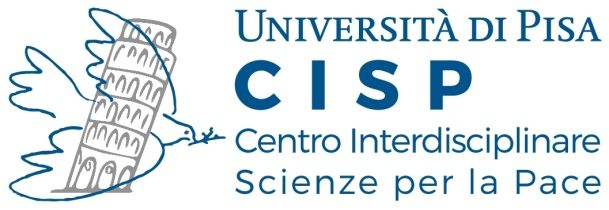 UNIVERSITÀ DI PISA
CISP
Centro Interdisciplinare
Scienze per la Pace